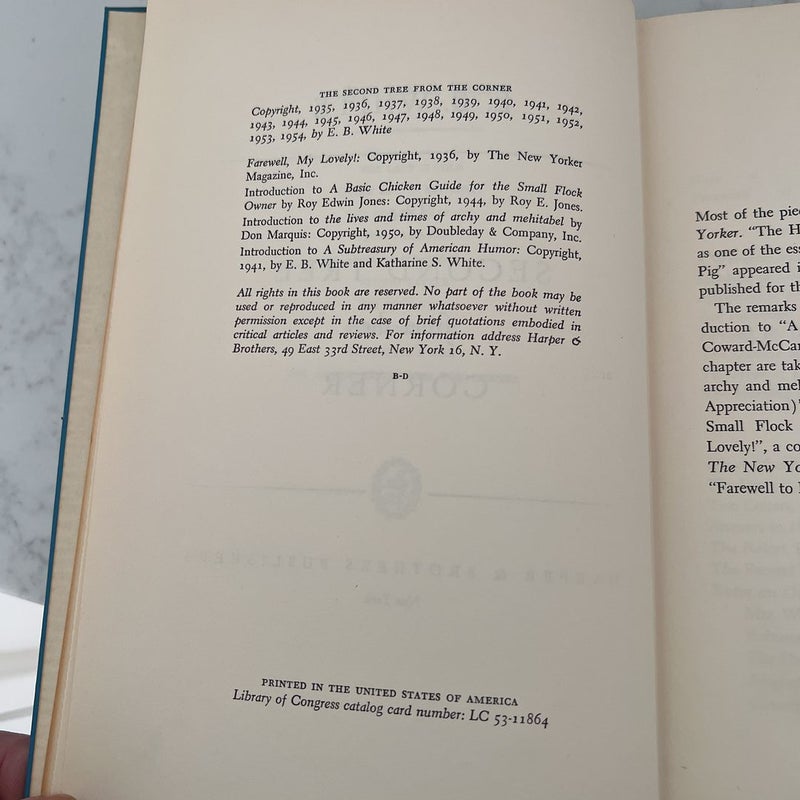 THE SECOND TREE FROM THE CORNER
Copyright, 1935, 1936, 1937, 1938, 1939, 1940, 1941, 1942,
1943, 1944, 1945, 1946, 1947, 1948, 1949, 1950, 1951, 1952,
1953, 1954, by E. B. White
Farewell, My Lovely!: Copyright, 1936, by The New Yorker
Magazine, Inc.
Introduction to A Basic Chicken Guide for the Small Flock
Owner by Roy Edwin Jones: Copyright, 1944, by Roy E. Jones.
Introduction to the lives and times of archy and mehitabel by
Don Marquis: Copyright, 1950, by Doubleday & Company, Inc.
Introduction to A Subtreasury of American Humor: Copyright,
1941, by E. B. White and Katharine S. White.
All rights in this book are reserved. No part of the book may be
used or reproduced in any manner whatsoever without written
permission except in the case of brief quotations embodied in
critical articles and reviews. For information address Harper &
Brothers, 49 East 33rd Street, New York 16, N. Y.
B-D
PRINTED IN THE UNITED STATES OF AMERICA
Library of Congress catalog card number: LC 53-11864
Most of the pie
Yorker. "The H
as one of the ess
Pig" appeared i
published for th
The remarks
duction to "A
Coward-McCan
chapter are tak
archy and meh
Appreciation)"
Small Flock
Lovely!", a co
The New Yo
"Farewell to